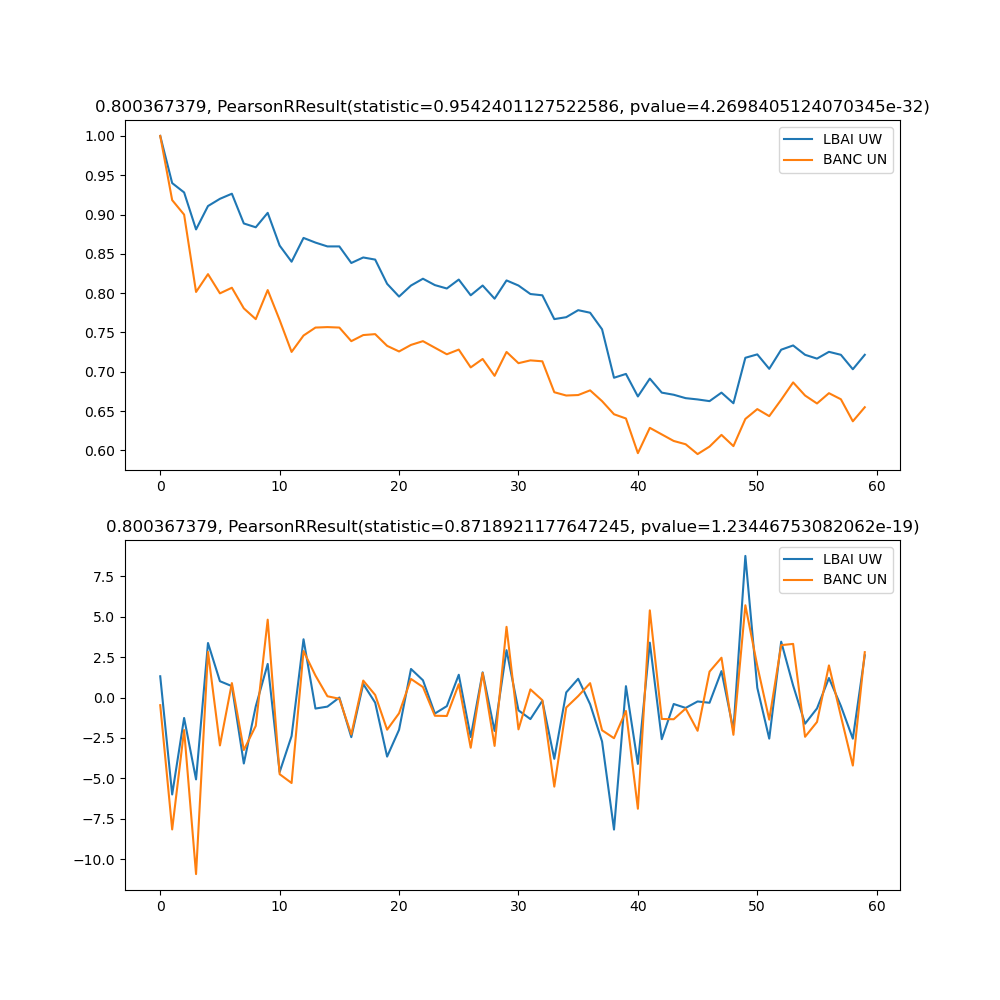 0.800367379, PearsonRResult(statistic=0.9542401127522586, pvalue=4.2698405124070345e-32)
LBAI UW
BANC UN
1.00
0.95
0.90
0.85
0.80
0.75
0.70
0.65
0.60
0 10 20 30 40 50 60
0.800367379, PearsonRResult(statistic=0.8718921177647245, pvalue=1.23446753082062e-19)
LBAI UW
BANC UN
7.5
5.0
2.5
0.0
−2.5
−5.0
−7.5
−10.0
0 10 20 30 40 50 60